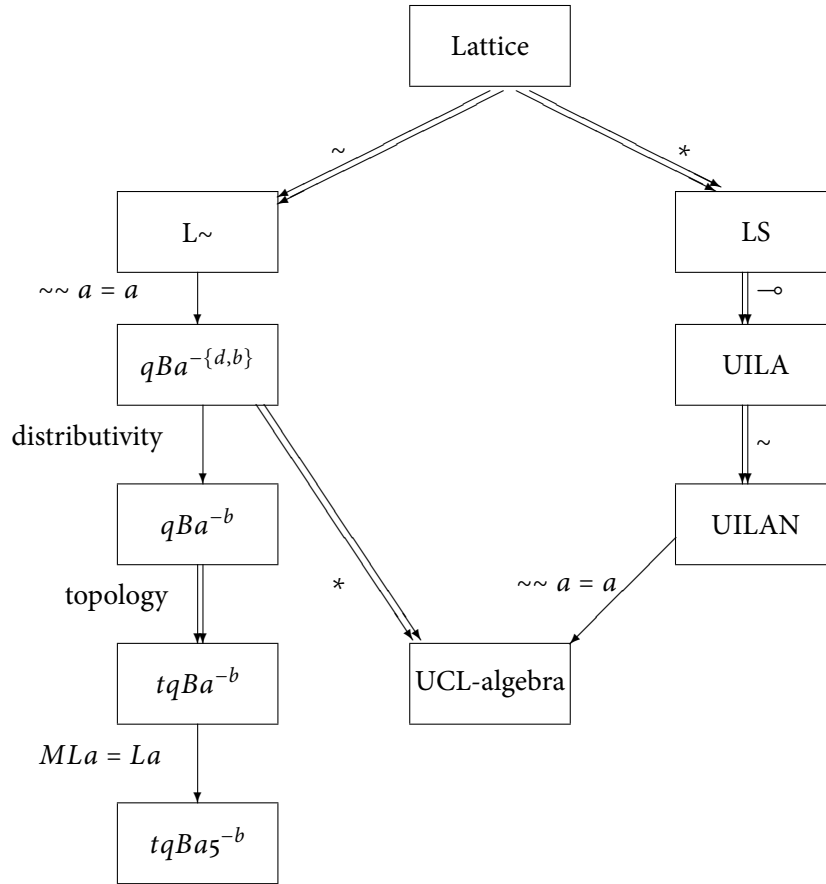 Lattice
~
*
L~
LS
~~ a = a
⊸
qBa^{-{d,b}}
UILA
distributivity
~
qBa^{-b}
UILAN
topology
*
~~ a = a
tqBa^{-b}
UCL-algebra
MLa = La
tqBa5^{-b}